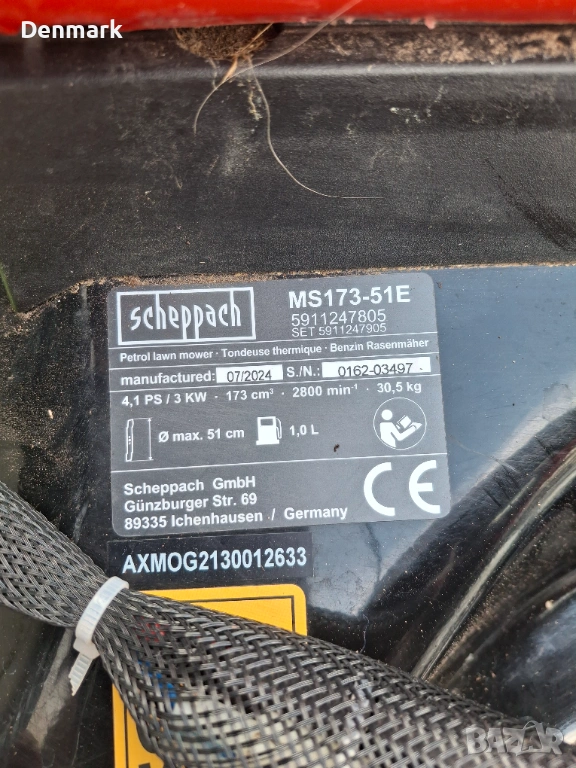 Denmark
scheppach
MS173-51E
5911247805
SET 5911247905
Petrol lawn mower · Tondeuse thermique · Benzin Rasenmäher
manufactured: 07/2024 S./N.: 0162-03497
4,1 PS / 3 KW · 173 cm³ · 2800 min⁻¹ · 30,5 kg
Ø max. 51 cm 1,0 L
Scheppach GmbH
Günzburger Str. 69
89335 Ichenhausen / Germany
CE
AXMOG2130012633
BAZAR